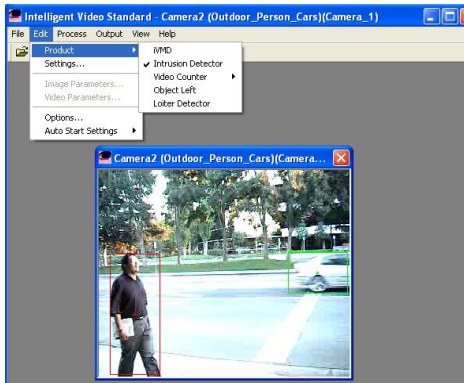 Intelligent Video Standard - Camera2 (Outdoor_Person_Cars)(Camera_1)
File Edit Process Output View Help
Product
Settings...
Image Parameters...
Video Parameters...
Options...
Auto Start Settings
iVMD
Intrusion Detector
Video Counter
Object Left
Loiter Detector
Camera2 (Outdoor_Person_Cars)(Camera...